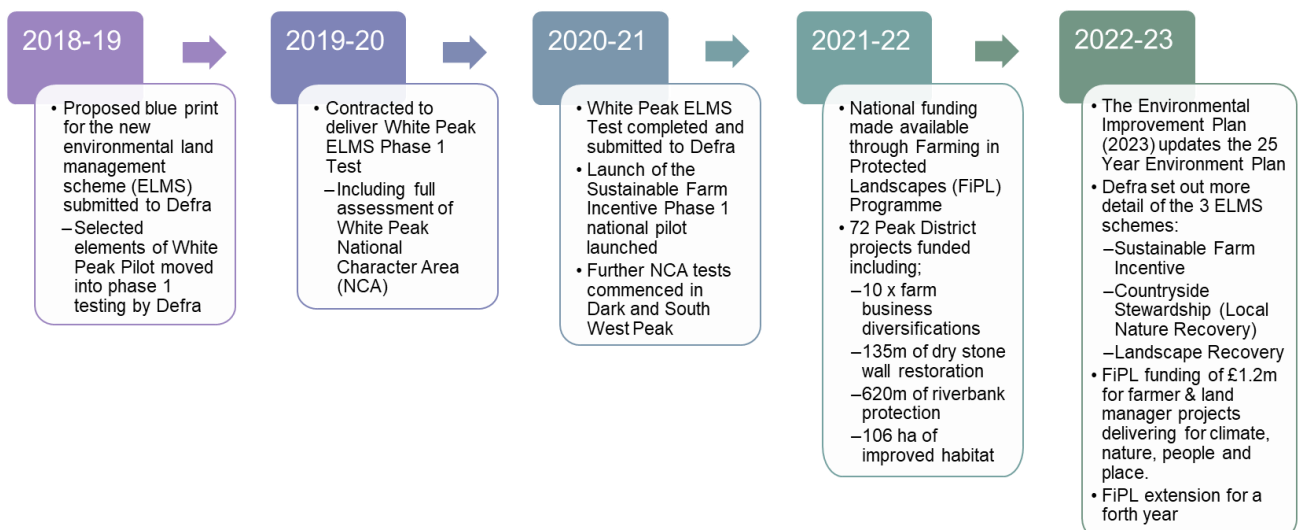 2018-19
• Proposed blue print
for the new
environmental land
management
scheme (ELMS)
submitted to Defra
–Selected
elements of White
Peak Pilot moved
into phase 1
testing by Defra
2019-20
• Contracted to
deliver White Peak
ELMS Phase 1
Test
–Including full
assessment of
White Peak
National
Character Area
(NCA)
2020-21
• White Peak ELMS
Test completed and
submitted to Defra
• Launch of the
Sustainable Farm
Incentive Phase 1
national pilot
launched
• Further NCA tests
commenced in
Dark and South
West Peak
2021-22
• National funding
made available
through Farming in
Protected
Landscapes (FiPL)
Programme
• 72 Peak District
projects funded
including;
–10 x farm
business
diversifications
–135m of dry stone
wall restoration
–620m of riverbank
protection
–106 ha of
improved habitat
2022-23
• The Environmental
Improvement Plan
(2023) updates the 25
Year Environment Plan
• Defra set out more
detail of the 3 ELMS
schemes:
–Sustainable Farm
Incentive
–Countryside
Stewardship (Local
Nature Recovery)
–Landscape Recovery
• FiPL funding of £1.2m
for farmer & land
manager projects
delivering for climate,
nature, people and
place.
• FiPL extension for a
forth year